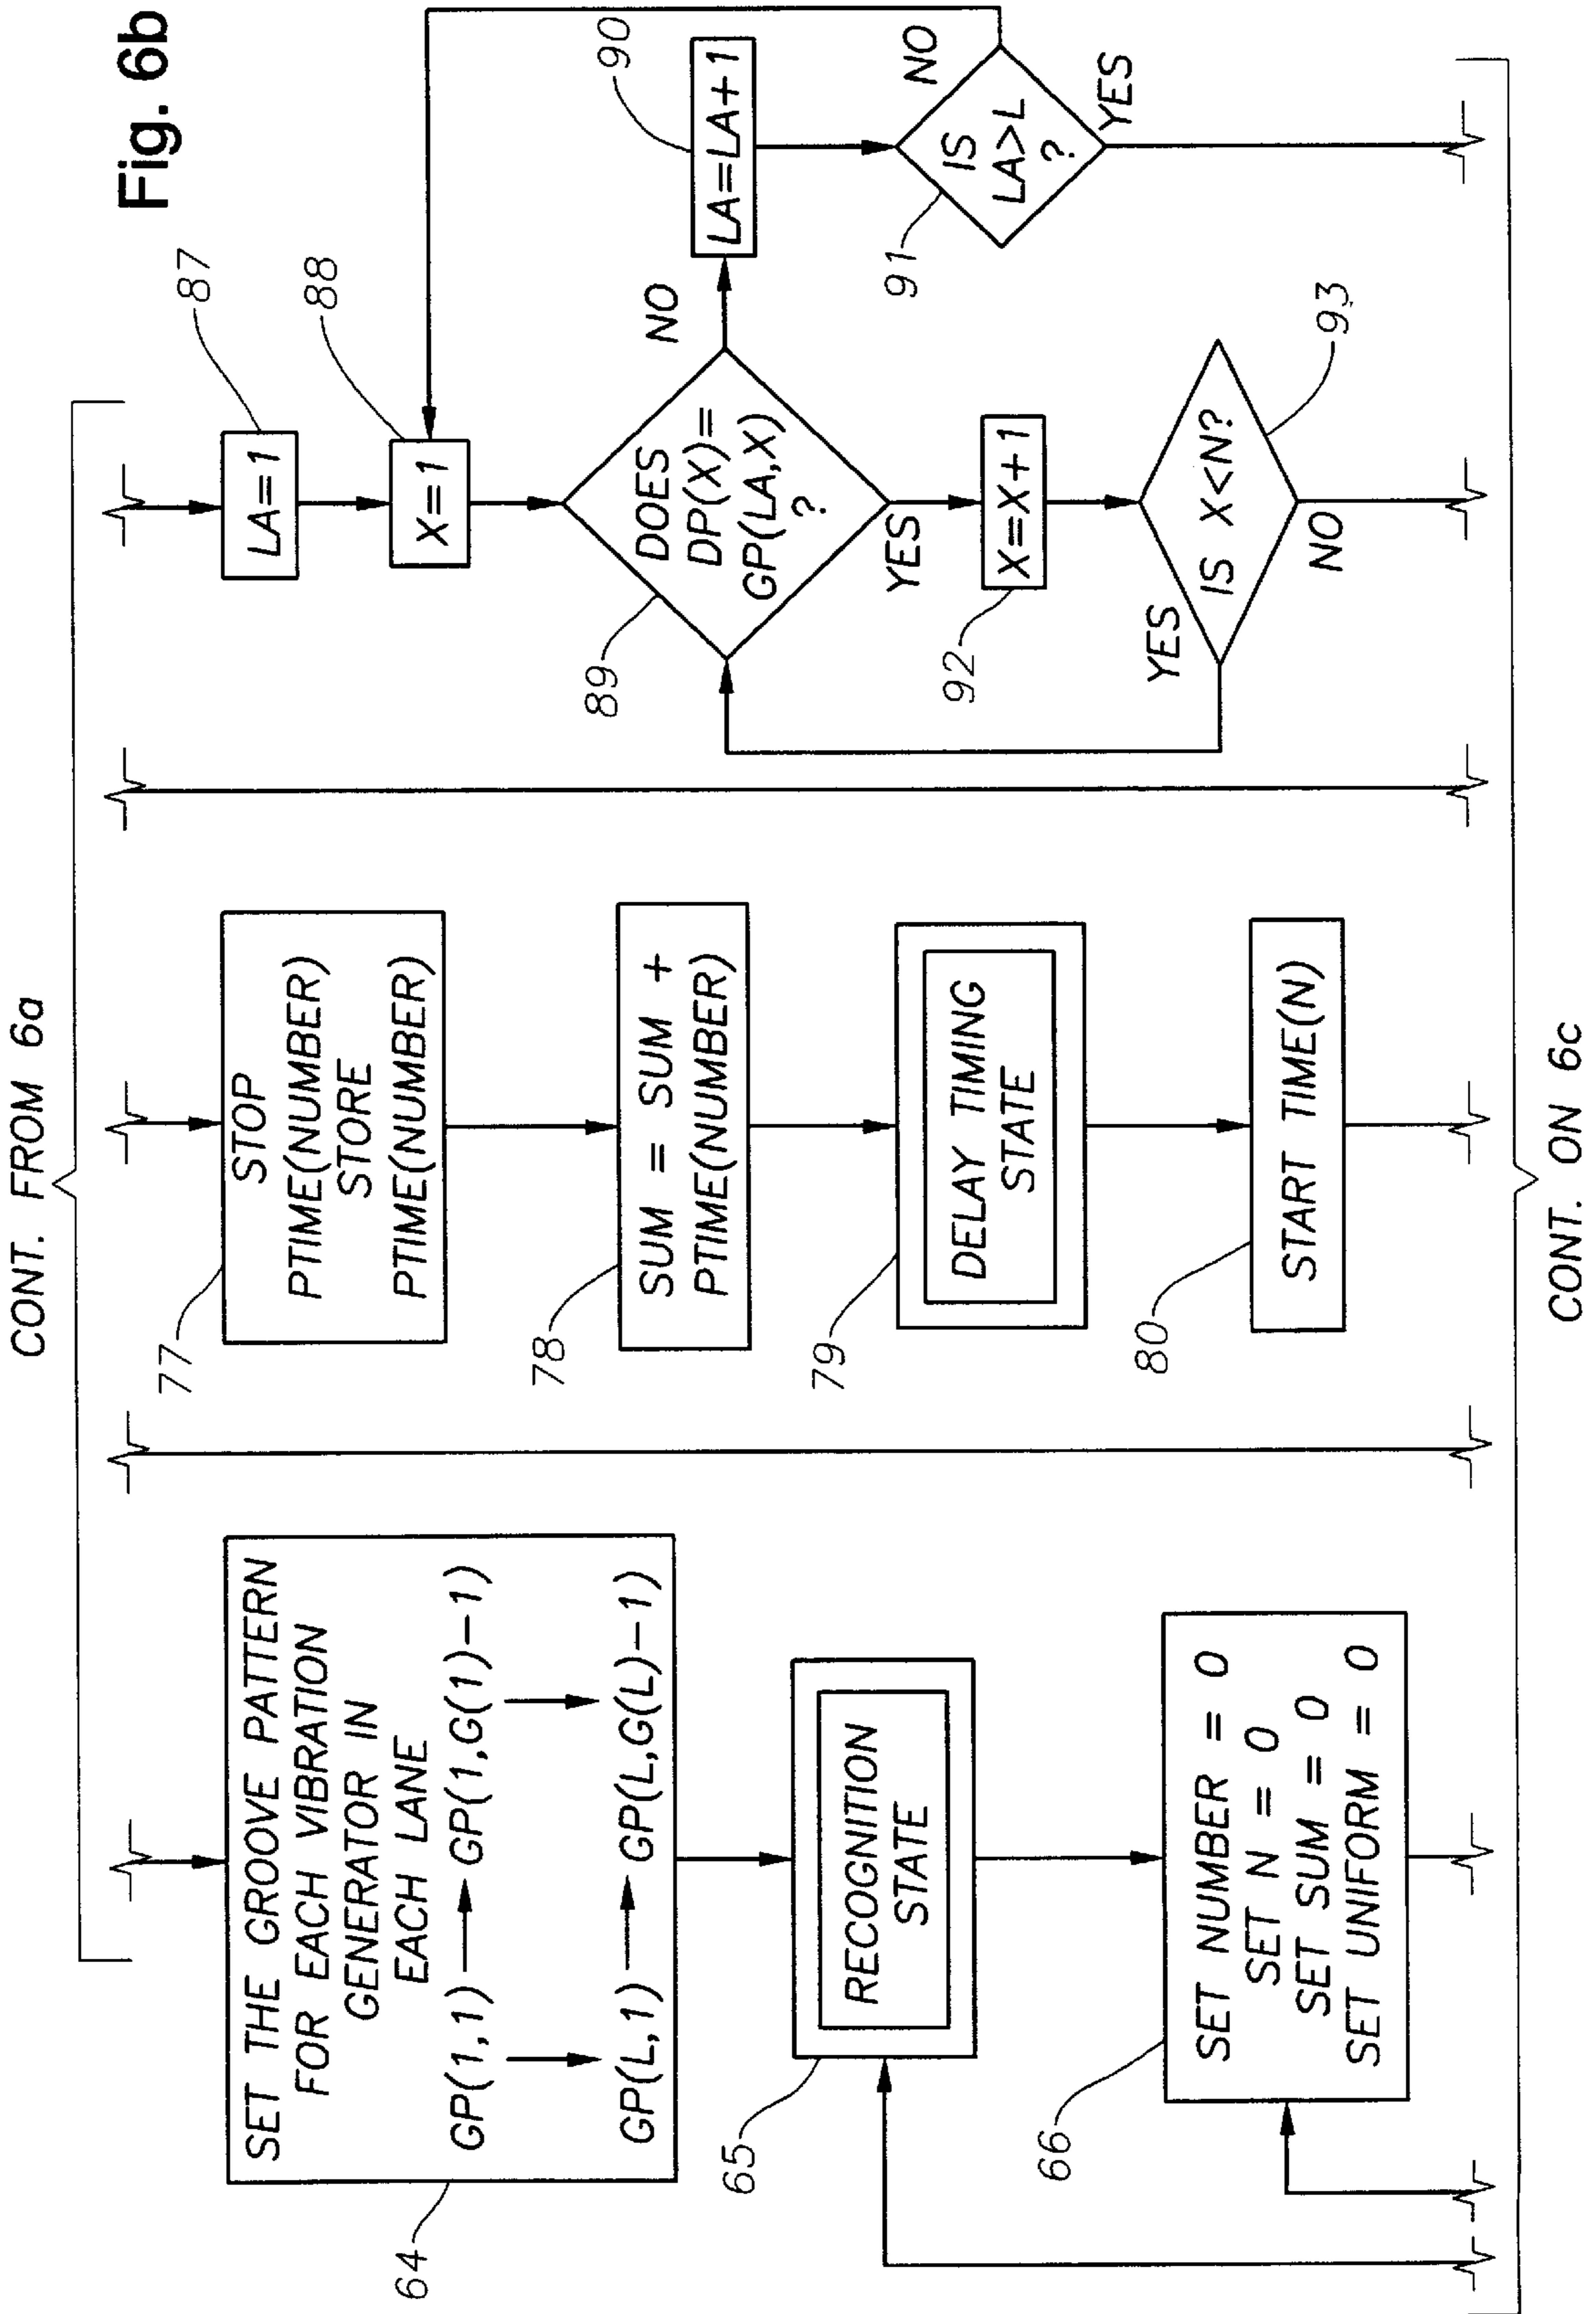 CONT. FROM 6a
Fig. 6b
64
SET THE GROOVE PATTERN
FOR EACH VIBRATION
GENERATOR IN
EACH LANE
GP(1,1) → GP(1,G(1)-1)
GP(L,1) → GP(L,G(L)-1)
65
RECOGNITION
STATE
66
SET NUMBER = 0
SET N = 0
SET SUM = 0
SET UNIFORM = 0
77
STOP
PTIME(NUMBER)
STORE
PTIME(NUMBER)
78
SUM = SUM +
PTIME(NUMBER)
79
DELAY TIMING
STATE
80
START TIME(N)
87
LA=1
88
X=1
89
DOES
DP(X)=
GP(LA,X)
?
NO
YES
90
LA=LA+1
91
IS
LA>L
?
NO
YES
92
X=X+1
93
IS X<N?
YES
NO
CONT. ON 6c